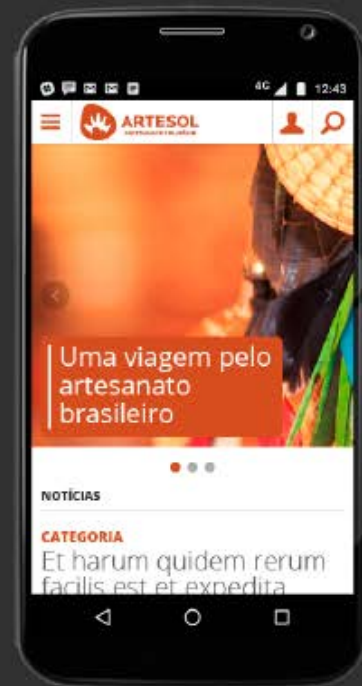 4G 12:43
ARTESOL
Uma viagem pelo
artesanato
brasileiro
NOTÍCIAS
CATEGORIA
Et harum quidem rerum
facilis est et expedita